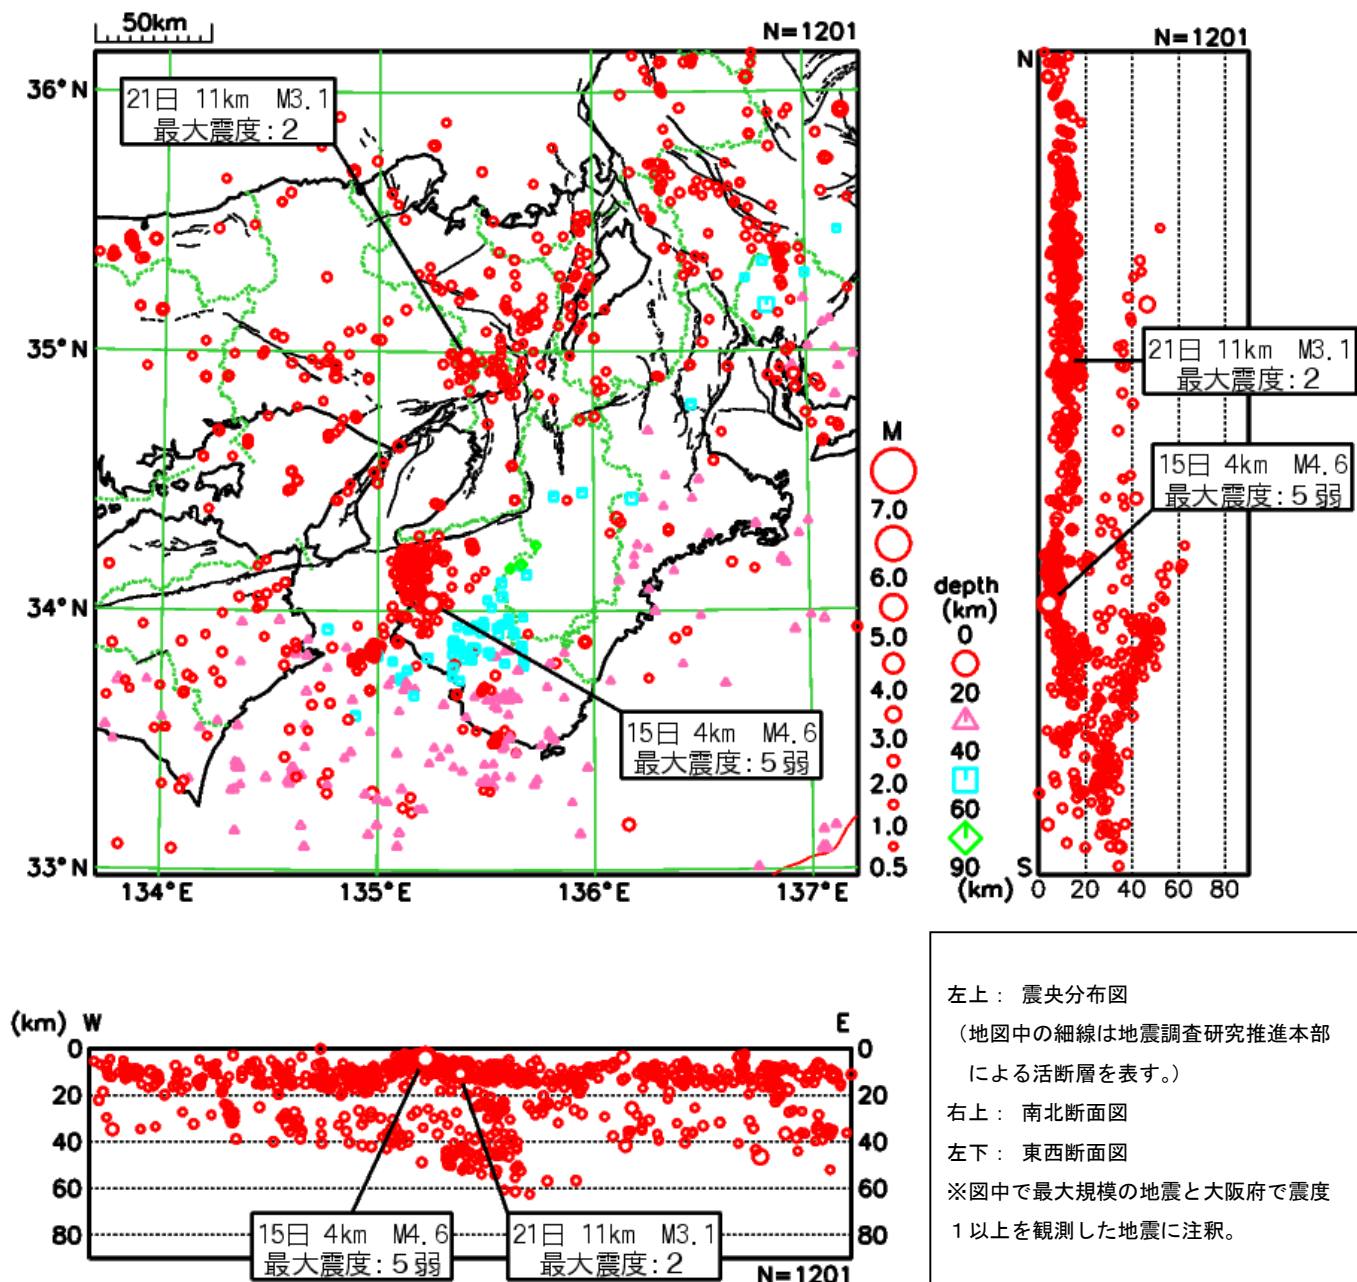 50km
N=1201
36°N
35°N
34°N
33°N
134°E
135°E
136°E
137°E
21日 11km M3.1
最大震度:2
15日 4km M4.6
最大震度:5弱
M
7.0
6.0
5.0
4.0
3.0
2.0
1.0
0.5
depth
(km)
0
20
40
60
90
(km)
N=1201
N
S
0
20
40
60
80
21日 11km M3.1
最大震度:2
15日 4km M4.6
最大震度:5弱
(km)
W
E
0
20
40
60
80
0
20
40
60
80
15日 4km M4.6
最大震度:5弱
21日 11km M3.1
最大震度:2
N=1201
左上： 震央分布図
（地図中の細線は地震調査研究推進本部
による活断層を表す。）
右上： 南北断面図
左下： 東西断面図
※図中で最大規模の地震と大阪府で震度
１以上を観測した地震に注釈。